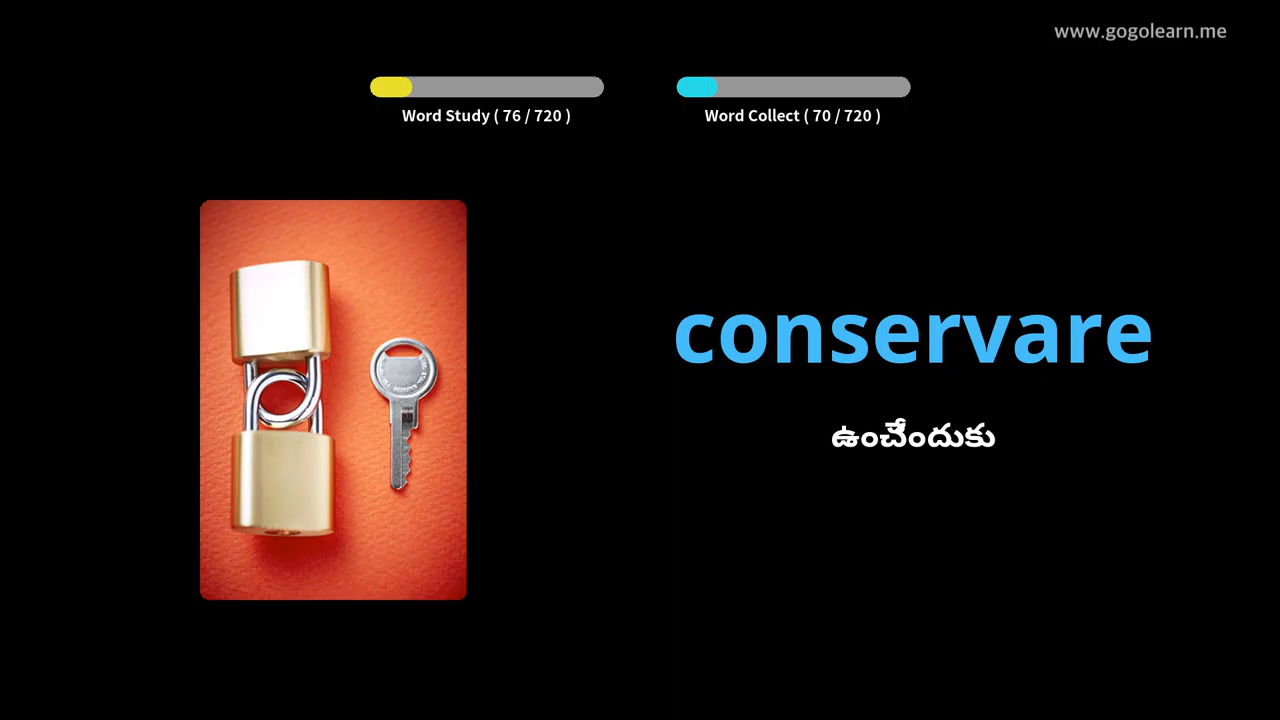 www.gogolearn.me
Word Study ( 76 / 720 )
Word Collect ( 70 / 720 )
conservare
ఉంచేందుకు